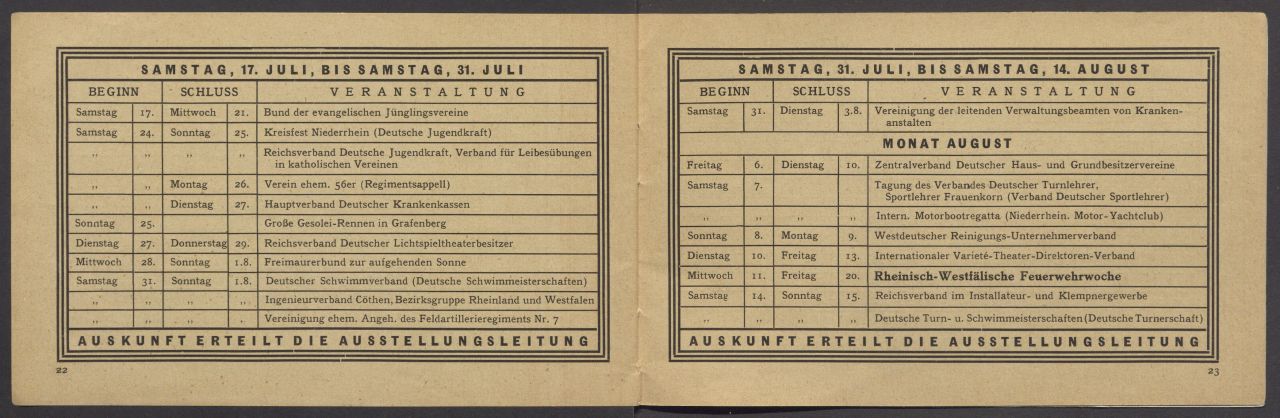 SAMSTAG, 17. JULI, BIS SAMSTAG, 31. JULI
BEGINN SCHLUSS VERANSTALTUNG
Samstag 17. Mittwoch 21. Bund der evangelischen Jünglingsvereine
Samstag 24. Sonntag 25. Kreisfest Niederrhein (Deutsche Jugendkraft)
„ „ „ „ Reichsverband Deutsche Jugendkraft, Verband für Leibesübungen
in katholischen Vereinen
„ „ Montag 26. Verein ehem. 56er (Regimentsappell)
„ „ Dienstag 27. Hauptverband Deutscher Krankenkassen
Sonntag 25. Große Gesolei-Rennen in Grafenberg
Dienstag 27. Donnerstag 29. Reichsverband Deutscher Lichtspieltheaterbesitzer
Mittwoch 28. Sonntag 1.8. Freimaurerbund zur aufgehenden Sonne
Samstag 31. Sonntag 1.8. Deutscher Schwimmverband (Deutsche Schwimmeisterschaften)
„ „ „ „ Ingenieurverband Cöthen, Bezirksgruppe Rheinland und Westfalen
„ „ „ „ Vereinigung ehem. Angeh. des Feldartillerieregiments Nr. 7
AUSKUNFT ERTEILT DIE AUSSTELLUNGSLEITUNG
22
SAMSTAG, 31. JULI, BIS SAMSTAG, 14. AUGUST
BEGINN SCHLUSS VERANSTALTUNG
Samstag 31. Dienstag 3.8. Vereinigung der leitenden Verwaltungsbeamten von Kranken-
anstalten
MONAT AUGUST
Freitag 6. Dienstag 10. Zentralverband Deutscher Haus- und Grundbesitzervereine
Samstag 7. Tagung des Verbandes Deutscher Turnlehrer,
Sportlehrer Frauenkorn (Verband Deutscher Sportlehrer)
„ „ „ „ Intern. Motorbootregatta (Niederrhein. Motor-Yachtclub)
Sonntag 8. Montag 9. Westdeutscher Reinigungs-Unternehmerverband
Dienstag 10. Freitag 13. Internationaler Varieté-Theater-Direktoren-Verband
Mittwoch 11. Freitag 20. Rheinisch-Westfälische Feuerwehrwoche
Samstag 14. Sonntag 15. Reichsverband im Installateur- und Klempnergewerbe
„ „ „ „ Deutsche Turn- u. Schwimmeisterschaften (Deutsche Turnerschaft)
AUSKUNFT ERTEILT DIE AUSSTELLUNGSLEITUNG
23